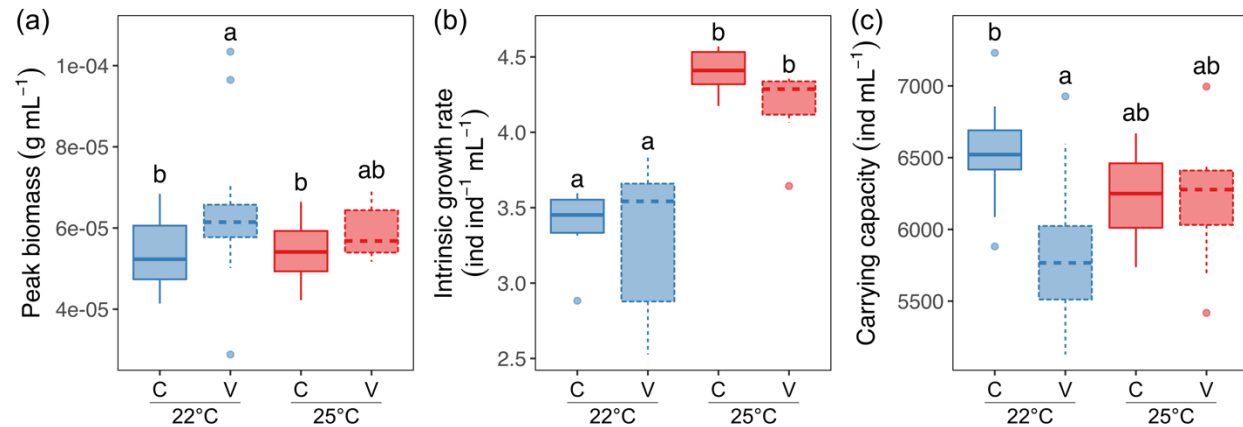 (a)
Peak biomass (g mL⁻¹)
1e-04
8e-05
6e-05
4e-05
b
a
b
ab
C
V
C
V
22°C
25°C
(b)
Intrinsic growth rate
(ind ind⁻¹ mL⁻¹)
4.5
4.0
3.5
3.0
2.5
a
a
b
b
C
V
C
V
22°C
25°C
(c)
Carrying capacity (ind mL⁻¹)
7000
6500
6000
5500
b
a
ab
ab
C
V
C
V
22°C
25°C